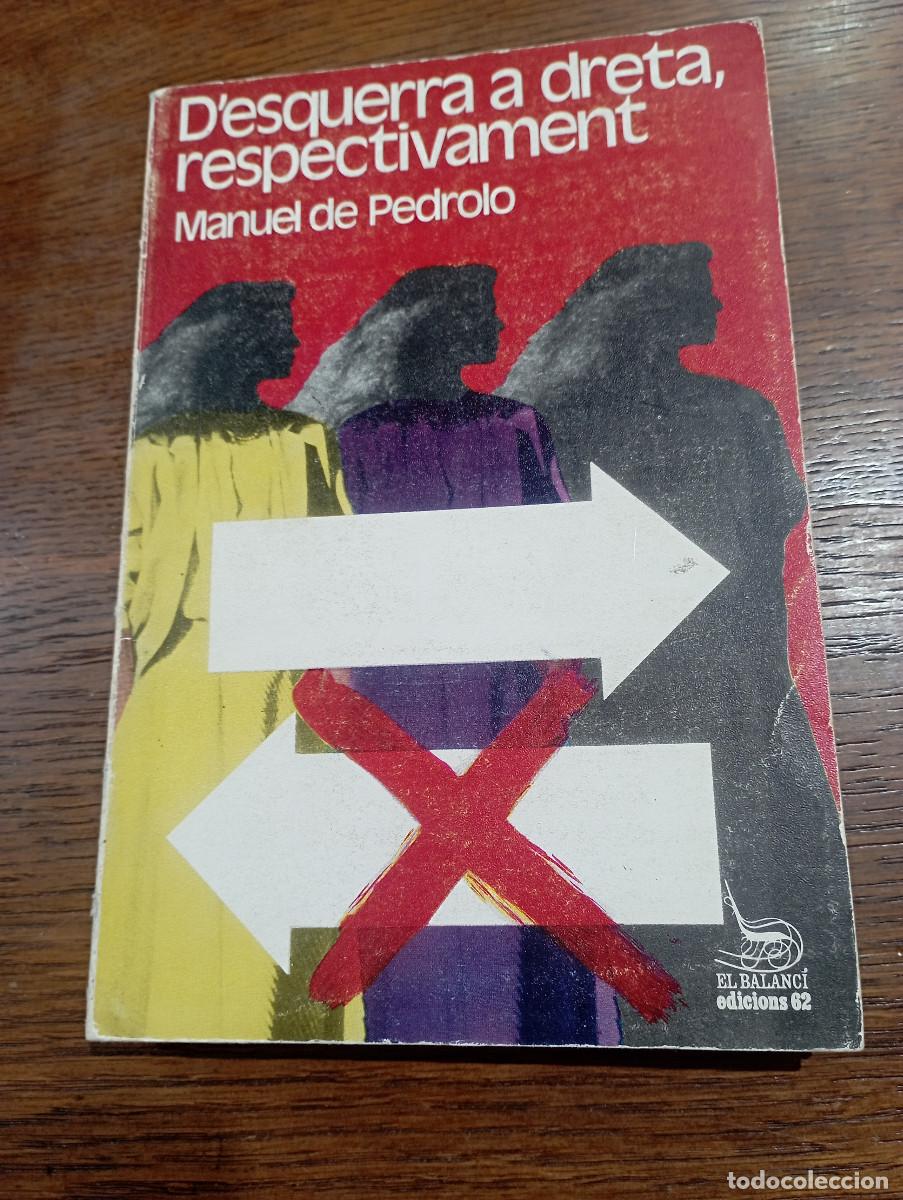 D'esquerra a dreta,
respectivament
Manuel de Pedrolo
EL BALANCÍ
edicions 62
todocoleccion